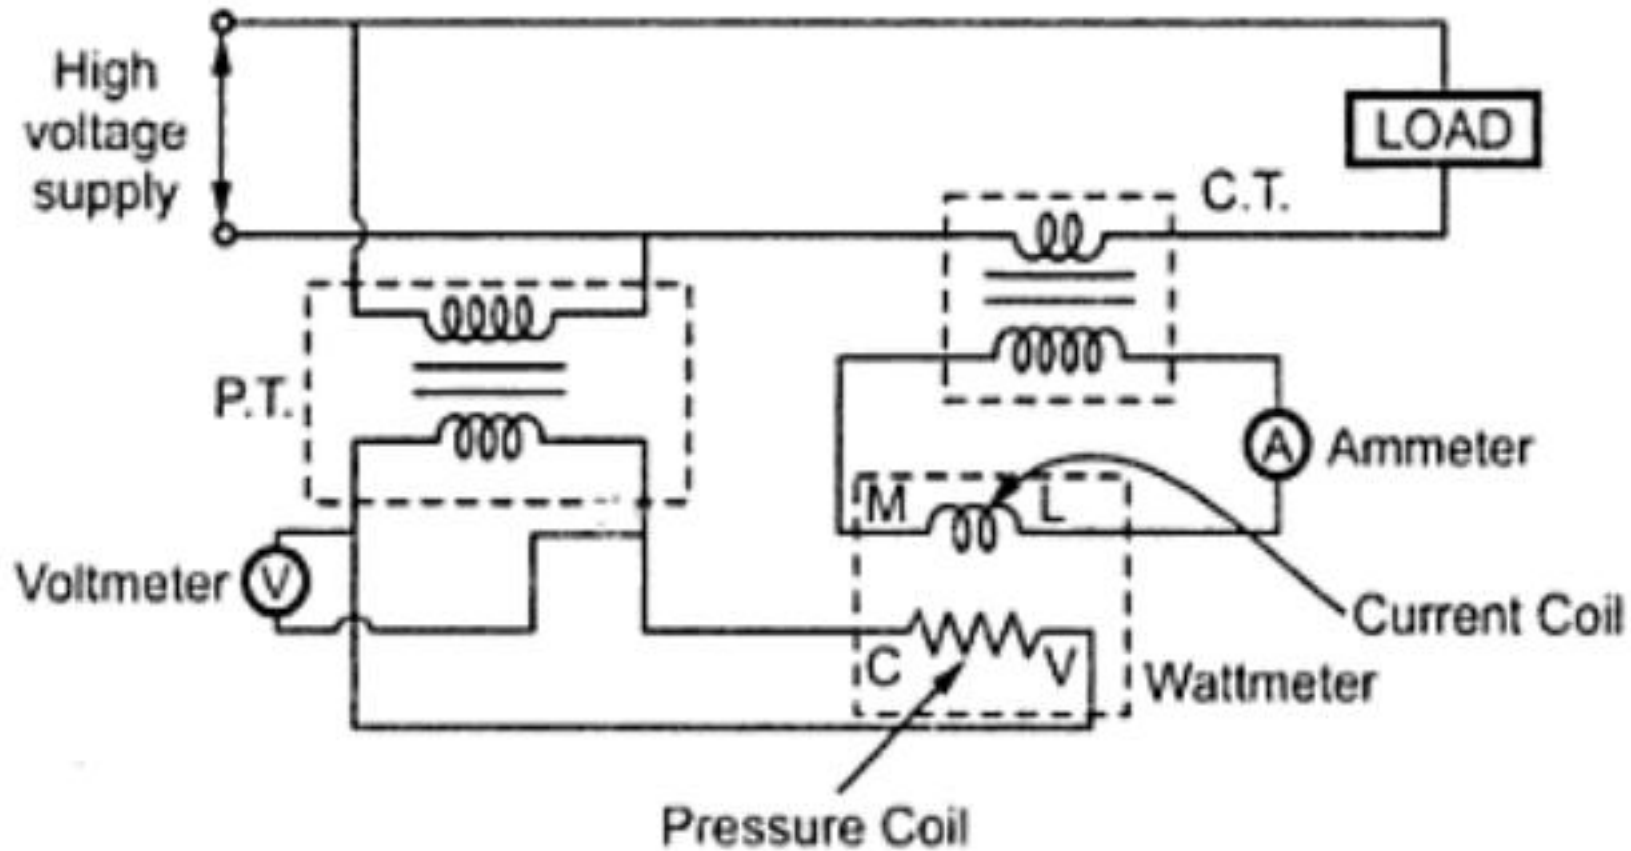 High
voltage
supply
LOAD
C.T.
P.T.
A Ammeter
M L
Voltmeter V
Current Coil
C V
Wattmeter
Pressure Coil